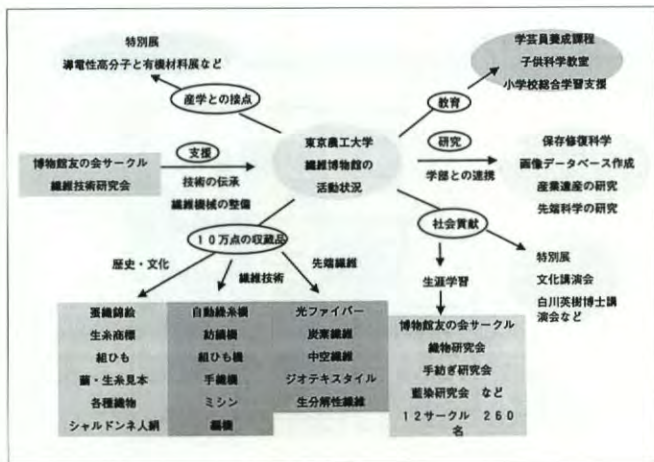 特別展
導電性高分子と有機材料展など
産学との接点
学芸員養成課程
子供科学教室
小学校総合学習支援
教育
東京農工大学
繊維博物館の
活動状況
博物館友の会サークル
繊維技術研究会
支援
技術の伝承
繊維機械の整備
研究
学部との連携
保存修復科学
画像データベース作成
産業遺産の研究
先端科学の研究
社会貢献
特別展
文化講演会
白川英樹博士講
演会など
生涯学習
博物館友の会サークル
織物研究会
手紡ぎ研究会
藍染研究会 など
12サークル 260
名
10万点の収蔵品
歴史・文化
繊維技術
先端繊維
蚕織錦絵
生糸商標
組ひも
繭・生糸見本
各種織物
シャルドンネ人絹
自動繰糸機
紡績機
組ひも機
手織機
ミシン
編機
光ファイバー
炭素繊維
中空繊維
ジオテキスタイル
生分解性繊維